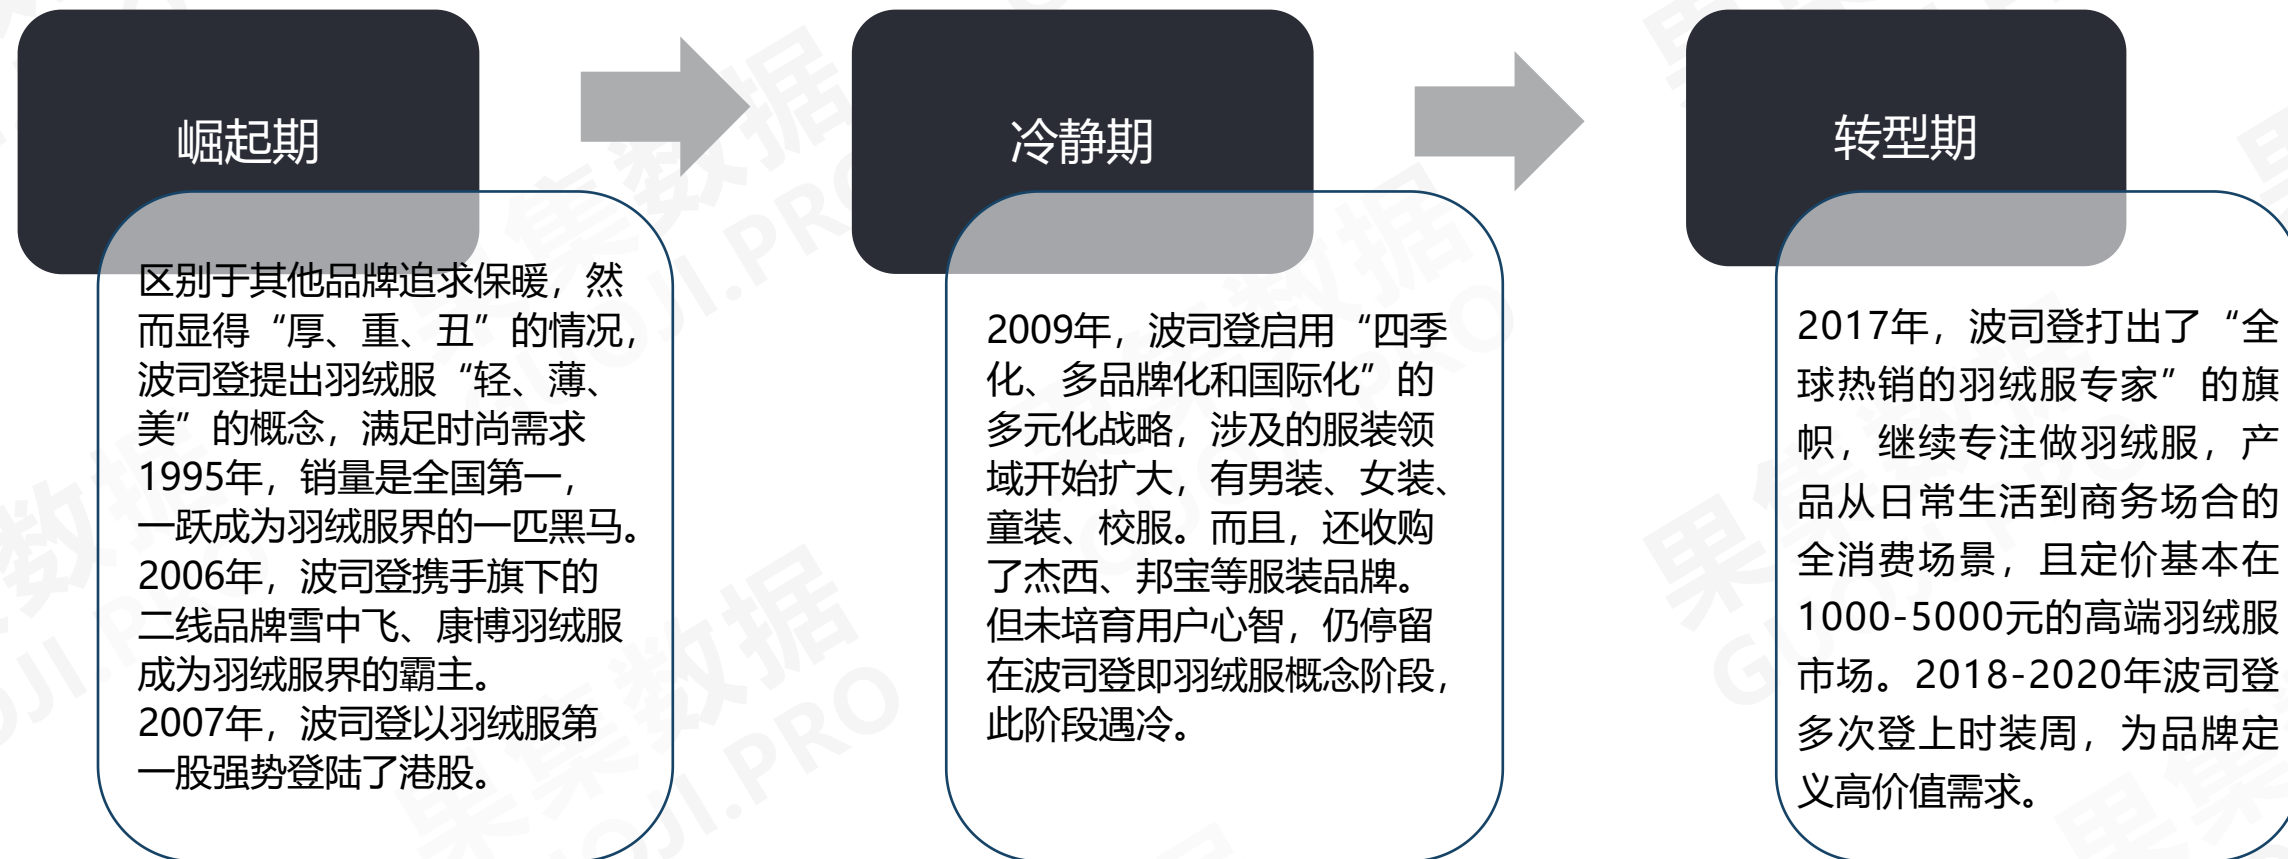 崛起期
区别于其他品牌追求保暖，然
而显得“厚、重、丑”的情况，
波司登提出羽绒服“轻、薄、
美”的概念，满足时尚需求
1995年，销量是全国第一，
一跃成为羽绒服界的一匹黑马。
2006年，波司登携手旗下的
二线品牌雪中飞、康博羽绒服
成为羽绒服界的霸主。
2007年，波司登以羽绒服第
一股强势登陆了港股。
冷静期
2009年，波司登启用“四季
化、多品牌化和国际化”的
多元化战略，涉及的服装领
域开始扩大，有男装、女装、
童装、校服。而且，还收购
了杰西、邦宝等服装品牌。
但未培育用户心智，仍停留
在波司登即羽绒服概念阶段，
此阶段遇冷。
转型期
2017年，波司登打出了“全
球热销的羽绒服专家”的旗
帜，继续专注做羽绒服，产
品从日常生活到商务场合的
全消费场景，且定价基本在
1000-5000元的高端羽绒服
市场。2018-2020年波司登
多次登上时装周，为品牌定
义高价值需求。
果集数据
GUOJI.PRO